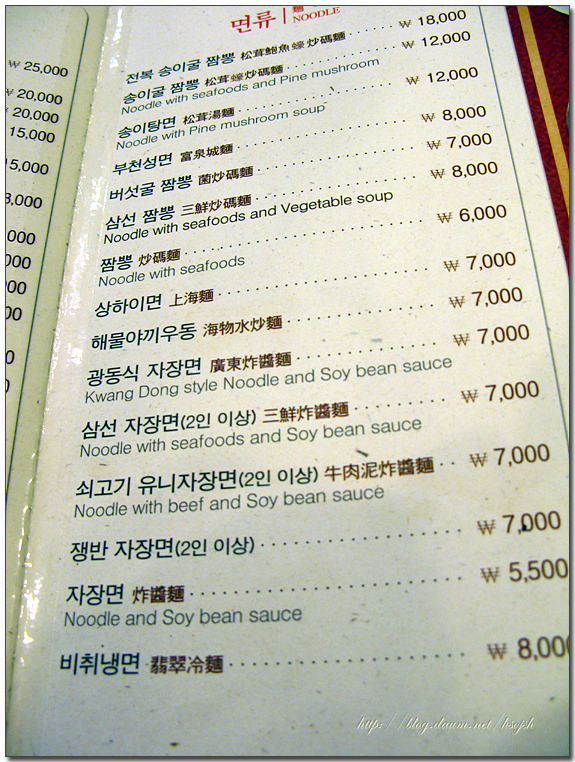 ₩ 25,000
₩ 20,000
₩ 20,000
15,000
5,000
3,000
,000
000
000
000
0
0
면류 麵 NOODLE
전복 송이굴 짬뽕 松茸鮑魚蠔炒碼麵 ₩ 18,000
송이굴 짬뽕 松茸蠔炒碼麵 ₩ 12,000
Noodle with seafoods and Pine mushroom
송이탕면 松茸湯麵 ₩ 12,000
Noodle with Pine mushroom soup
부천성면 富泉城麵 ₩ 8,000
버섯굴 짬뽕 菌炒碼麵 ₩ 7,000
삼선 짬뽕 三鮮炒碼麵 ₩ 8,000
Noodle with seafoods and Vegetable soup
짬뽕 炒碼麵 ₩ 6,000
Noodle with seafoods
상하이면 上海麵 ₩ 7,000
해물야끼우동 海物水炒麵 ₩ 7,000
광동식 자장면 廣東炸醬麵 ₩ 7,000
Kwang Dong style Noodle and Soy bean sauce
삼선 자장면(2인 이상) 三鮮炸醬麵 ₩ 7,000
Noodle with seafoods and Soy bean sauce
쇠고기 유니자장면(2인 이상) 牛肉泥炸醬麵 ₩ 7,000
Noodle with beef and Soy bean sauce
쟁반 자장면(2인 이상) ₩ 7,000
자장면 炸醬麵 ₩ 5,500
Noodle and Soy bean sauce
비취냉면 翡翠冷麵 ₩ 8,000
http://blog.daum.net/ksojsh